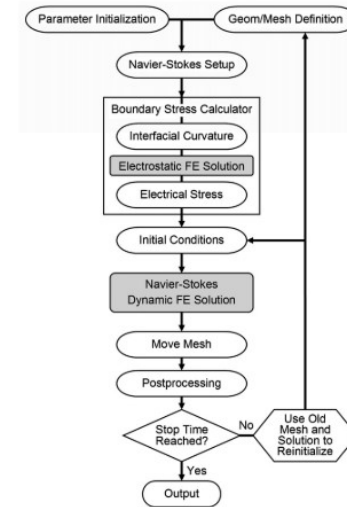 Parameter Initialization
Geom/Mesh Definition
Navier-Stokes Setup
Boundary Stress Calculator
Interfacial Curvature
Electrostatic FE Solution
Electrical Stress
Initial Conditions
Navier-Stokes
Dynamic FE Solution
Move Mesh
Postprocessing
Stop Time
Reached?
No
Use Old
Mesh and
Solution to
Reinitialize
Yes
Output